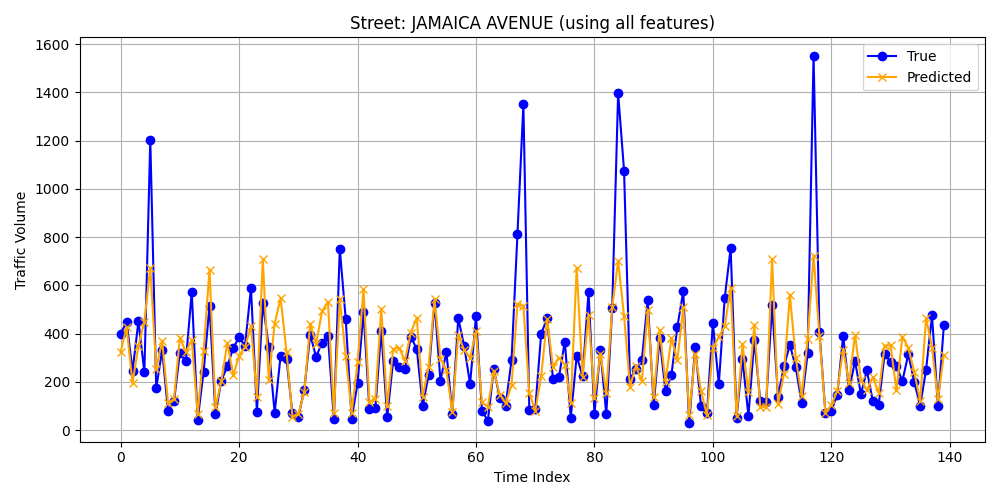 Street: JAMAICA AVENUE (using all features)
True
Predicted
Traffic Volume
1600
1400
1200
1000
800
600
400
200
0
0 20 40 60 80 100 120 140
Time Index